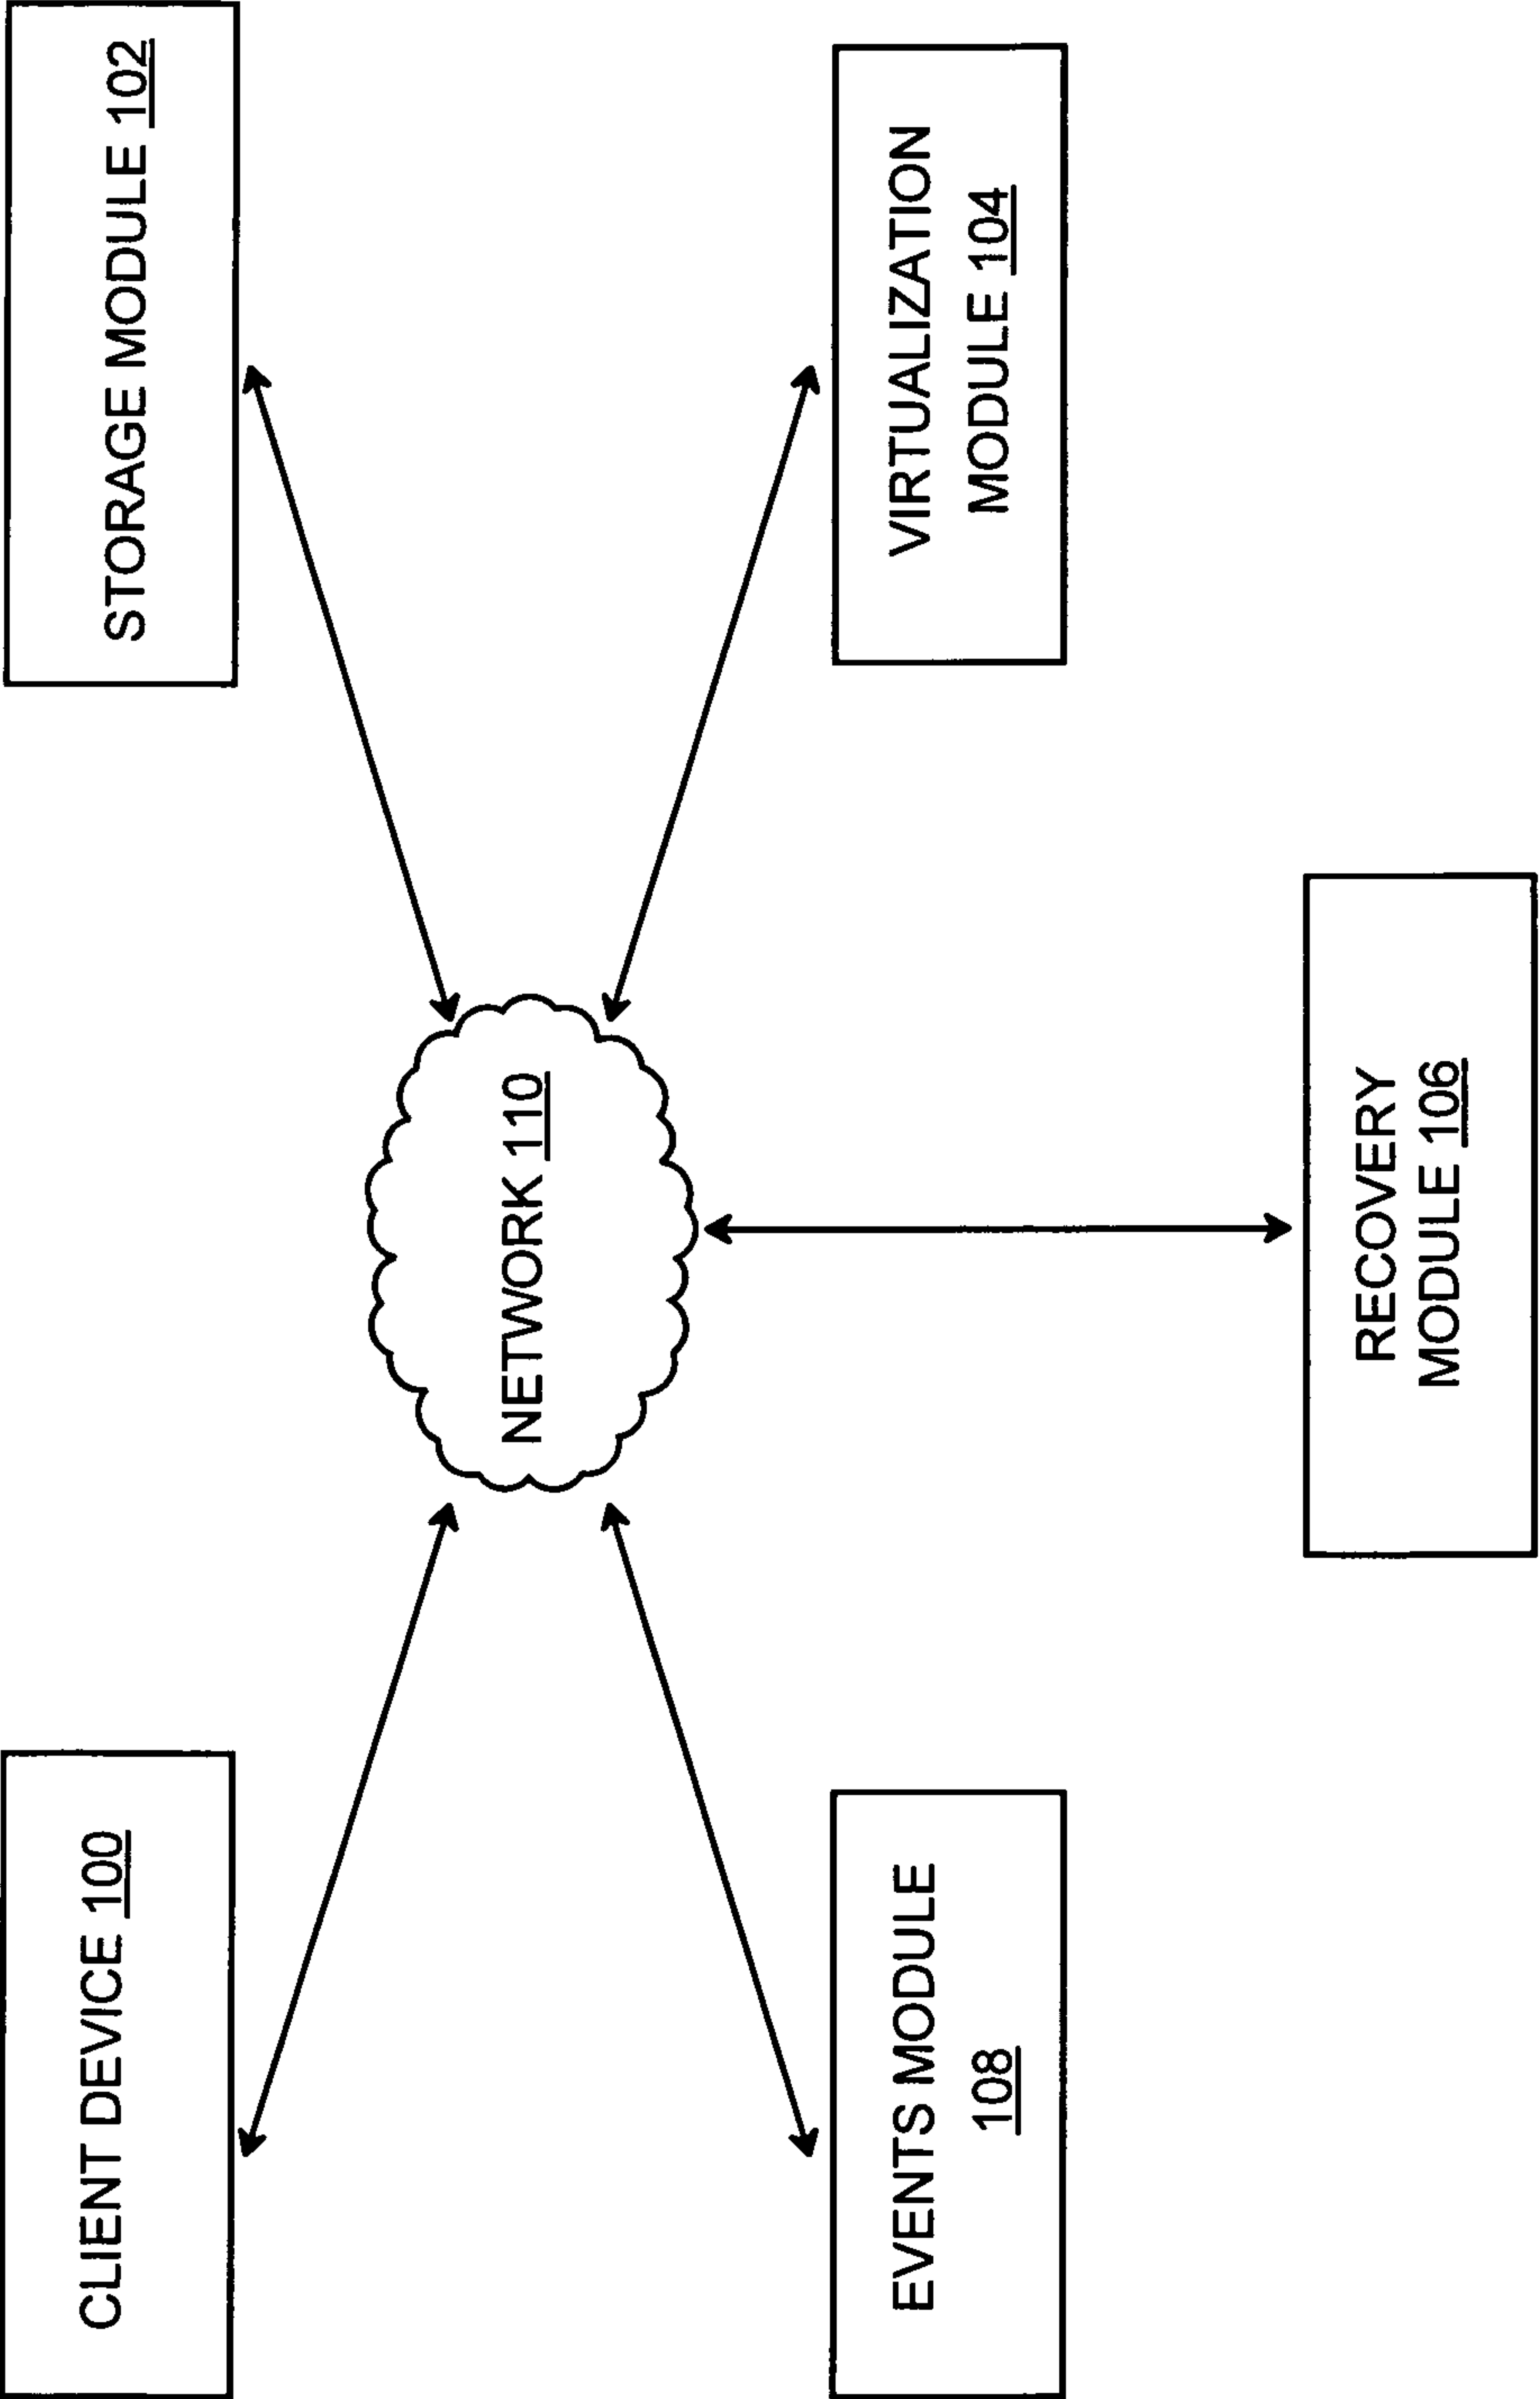 CLIENT DEVICE 100
STORAGE MODULE 102
NETWORK 110
EVENTS MODULE
108
VIRTUALIZATION
MODULE 104
RECOVERY
MODULE 106